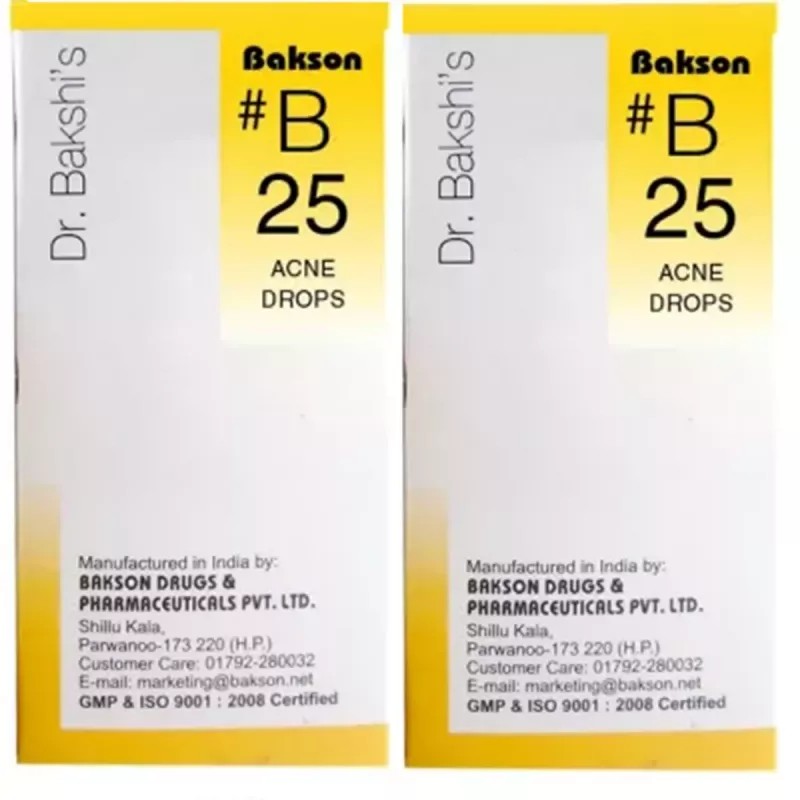 Dr. Bakshi's
Bakson
#B
25
ACNE
DROPS
Manufactured in India by:
BAKSON DRUGS &
PHARMACEUTICALS PVT. LTD.
Shillu Kala,
Parwanoo-173 220 (H.P.)
Customer Care: 01792-280032
E-mail: marketing@bakson.net
GMP & ISO 9001 : 2008 Certified
Dr. Bakshi's
Bakson
#B
25
ACNE
DROPS
Manufactured in India by:
BAKSON DRUGS &
PHARMACEUTICALS PVT. LTD.
Shillu Kala,
Parwanoo-173 220 (H.P.)
Customer Care: 01792-280032
E-mail: marketing@bakson.net
GMP & ISO 9001 : 2008 Certified